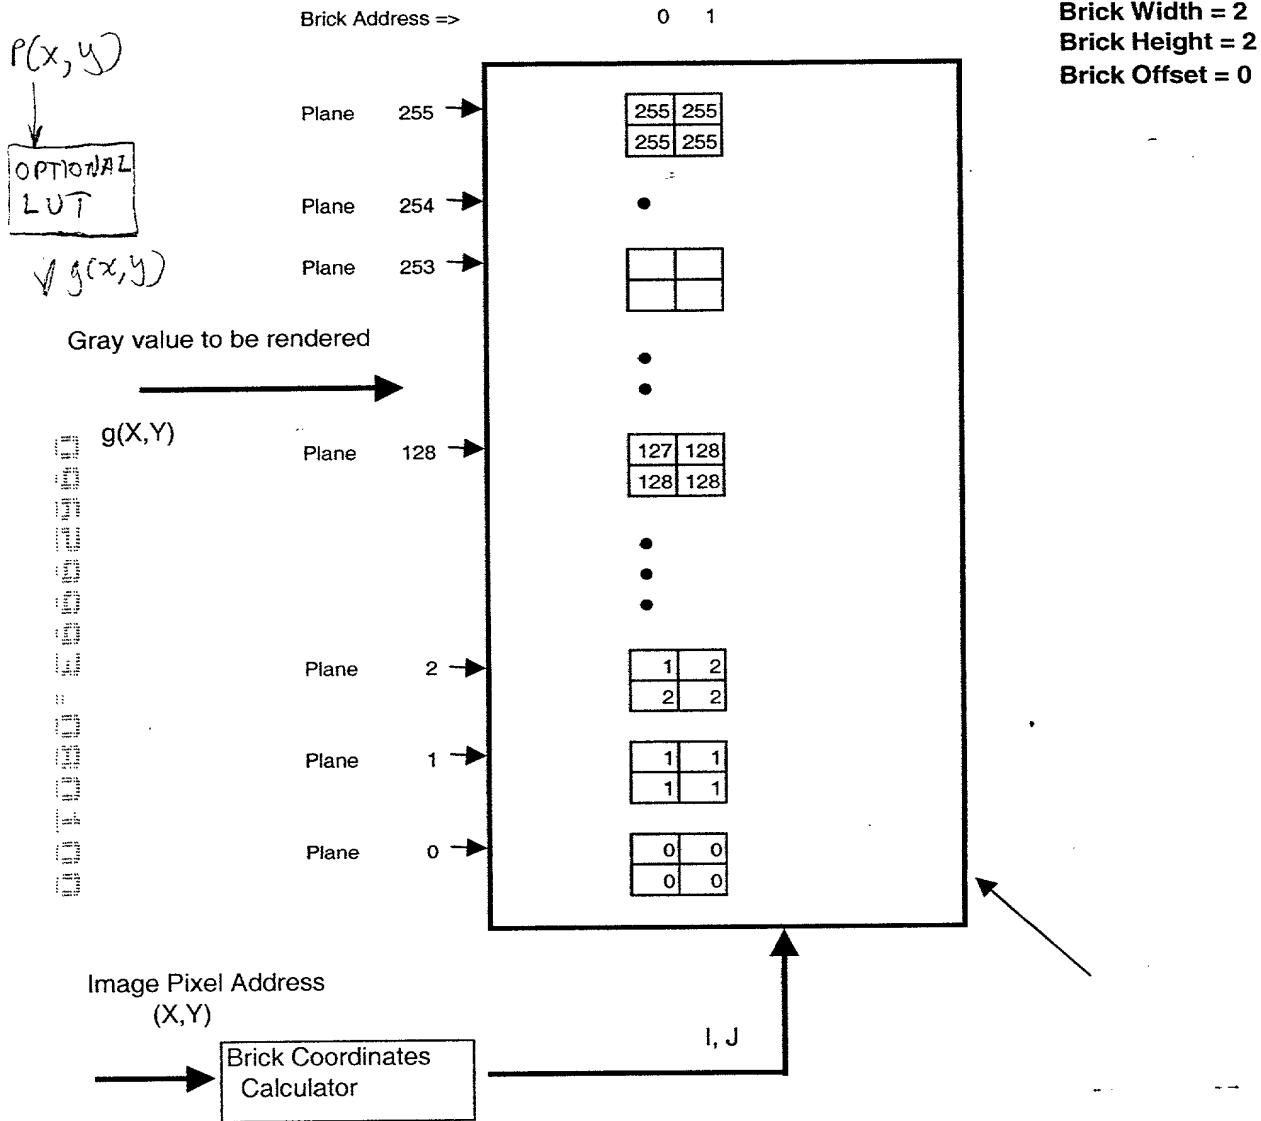 Brick Address => 0 1
Brick Width = 2
Brick Height = 2
Brick Offset = 0
P(x,y)
OPTIONAL
LUT
g(x,y)
Plane 255
255 255
255 255
Plane 254
Plane 253
Gray value to be rendered
g(X,Y)
Plane 128
127 128
128 128
Plane 2
1 2
2 2
Plane 1
1 1
1 1
Plane 0
0 0
0 0
Image Pixel Address
(X,Y)
Brick Coordinates
Calculator
I, J